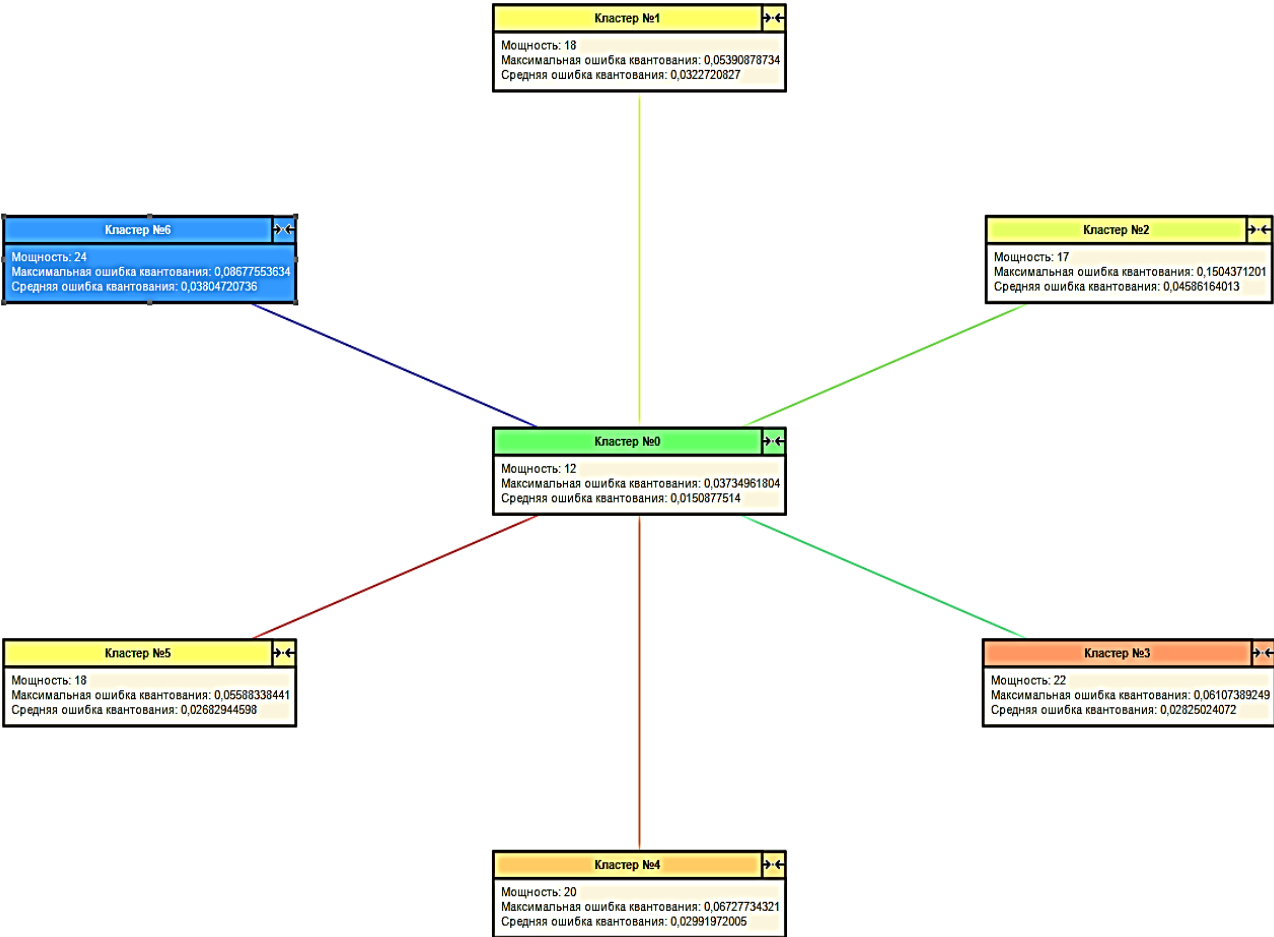 Кластер №1
Мощность: 18
Максимальная ошибка квантования: 0,05390878734
Средняя ошибка квантования: 0,0322720827
Кластер №6
Мощность: 24
Максимальная ошибка квантования: 0,08677553634
Средняя ошибка квантования: 0,03804720736
Кластер №2
Мощность: 17
Максимальная ошибка квантования: 0,1504371201
Средняя ошибка квантования: 0,04586164013
Кластер №0
Мощность: 12
Максимальная ошибка квантования: 0,03734961804
Средняя ошибка квантования: 0,0150877514
Кластер №5
Мощность: 18
Максимальная ошибка квантования: 0,05588338441
Средняя ошибка квантования: 0,02682944598
Кластер №3
Мощность: 22
Максимальная ошибка квантования: 0,06107389249
Средняя ошибка квантования: 0,02825024072
Кластер №4
Мощность: 20
Максимальная ошибка квантования: 0,06727734321
Средняя ошибка квантования: 0,02991972005